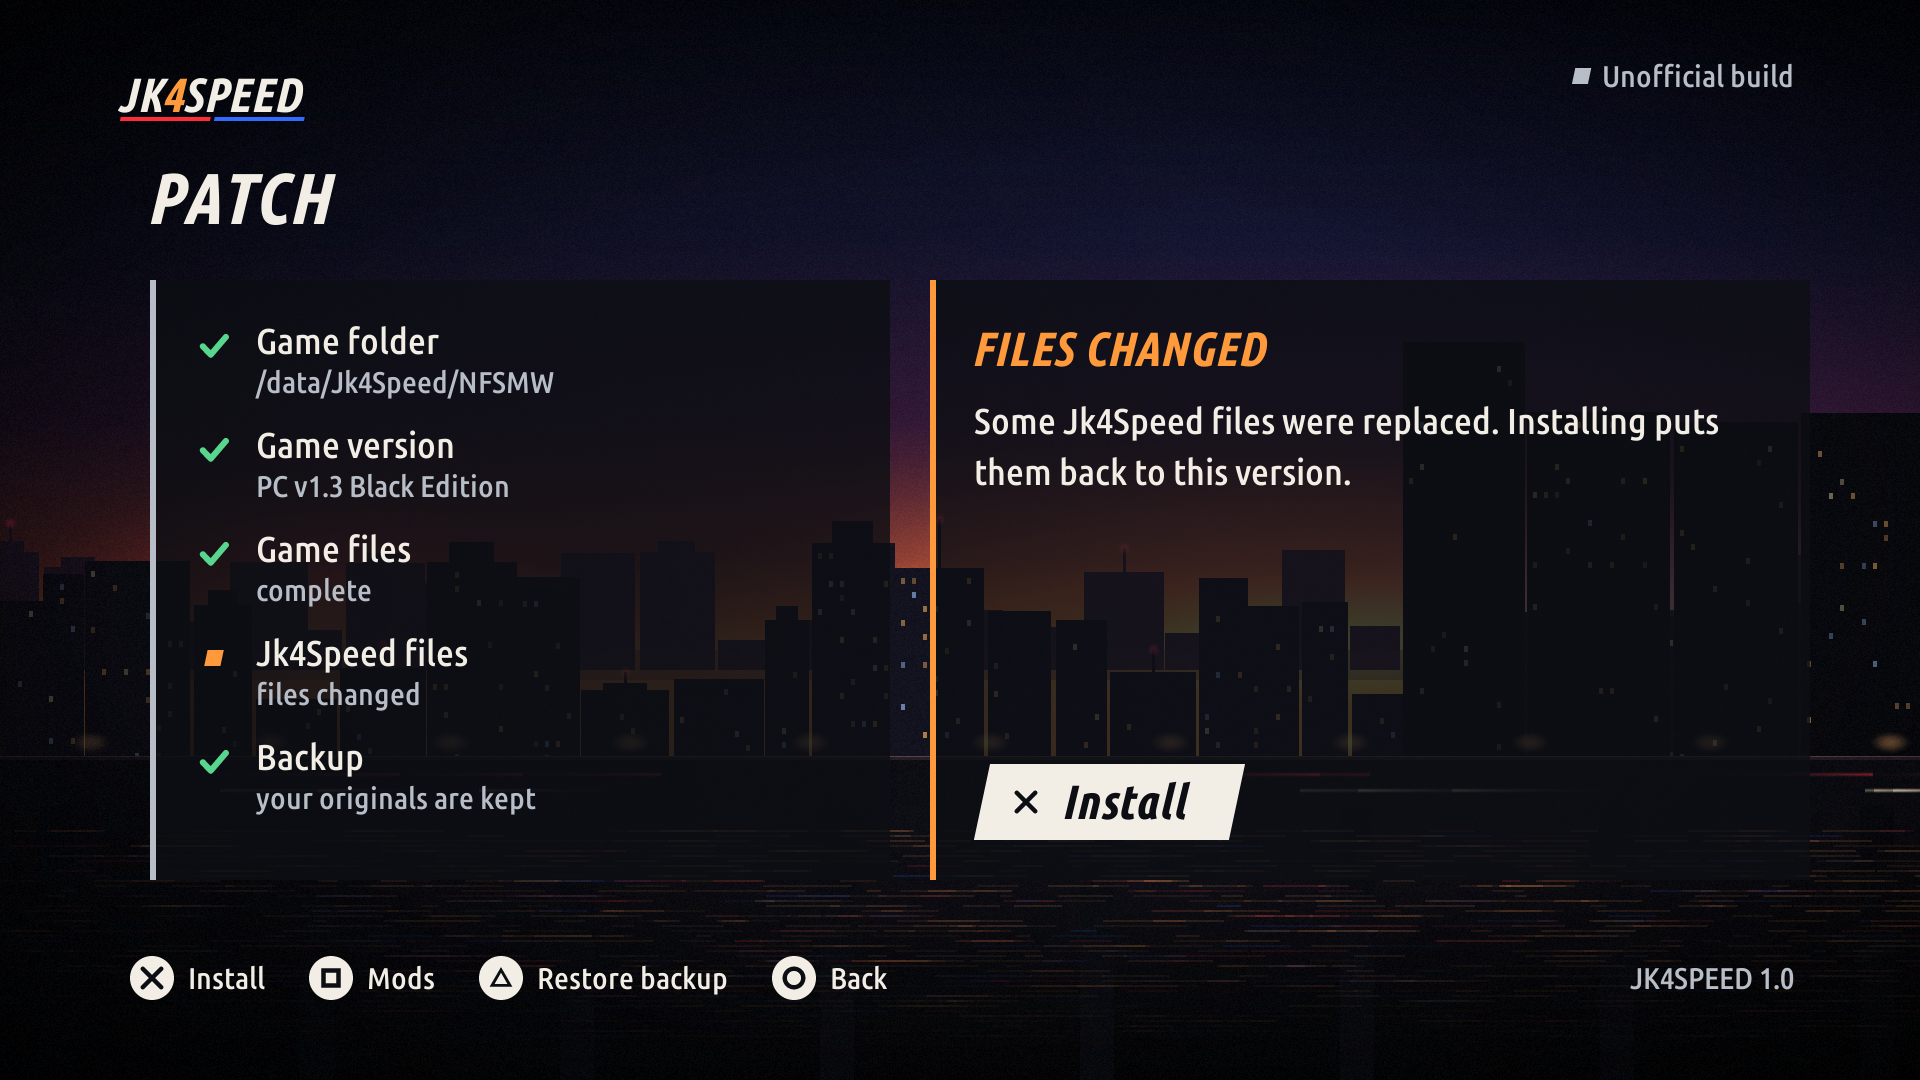 JK4SPEED
Unofficial build
PATCH
Game folder
/data/Jk4Speed/NFSMW
Game version
PC v1.3 Black Edition
Game files
complete
Jk4Speed files
files changed
Backup
your originals are kept
FILES CHANGED
Some Jk4Speed files were replaced. Installing puts
them back to this version.
Install
Install
Mods
Restore backup
Back
JK4SPEED 1.0